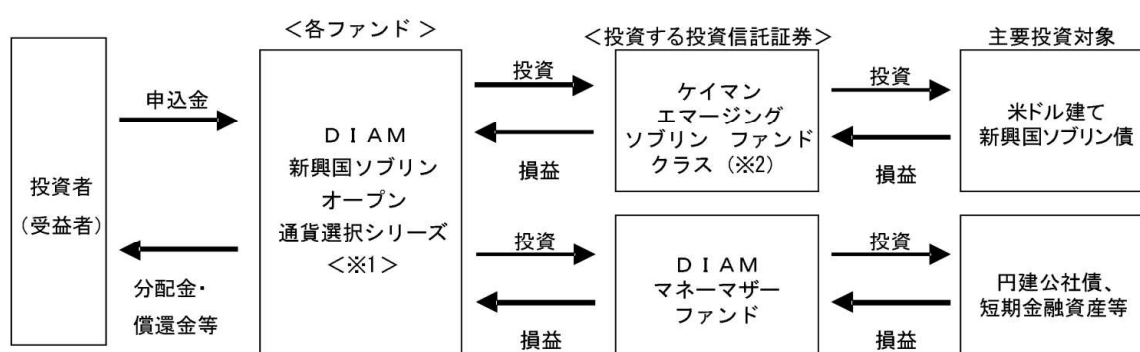 ＜各ファンド ＞
＜投資する投資信託証券＞
主要投資対象
投資者
（受益者）
申込金
分配金・
償還金等
ＤＩＡＭ
新興国ソブリン
オープン
通貨選択シリーズ
＜※1＞
投資
損益
投資
損益
ケイマン
エマージング
ソブリン　ファンド
クラス（※2）
ＤＩＡＭ
マネーマザー
ファンド
投資
損益
投資
損益
米ドル建て
新興国ソブリン債
円建公社債、
短期金融資産等